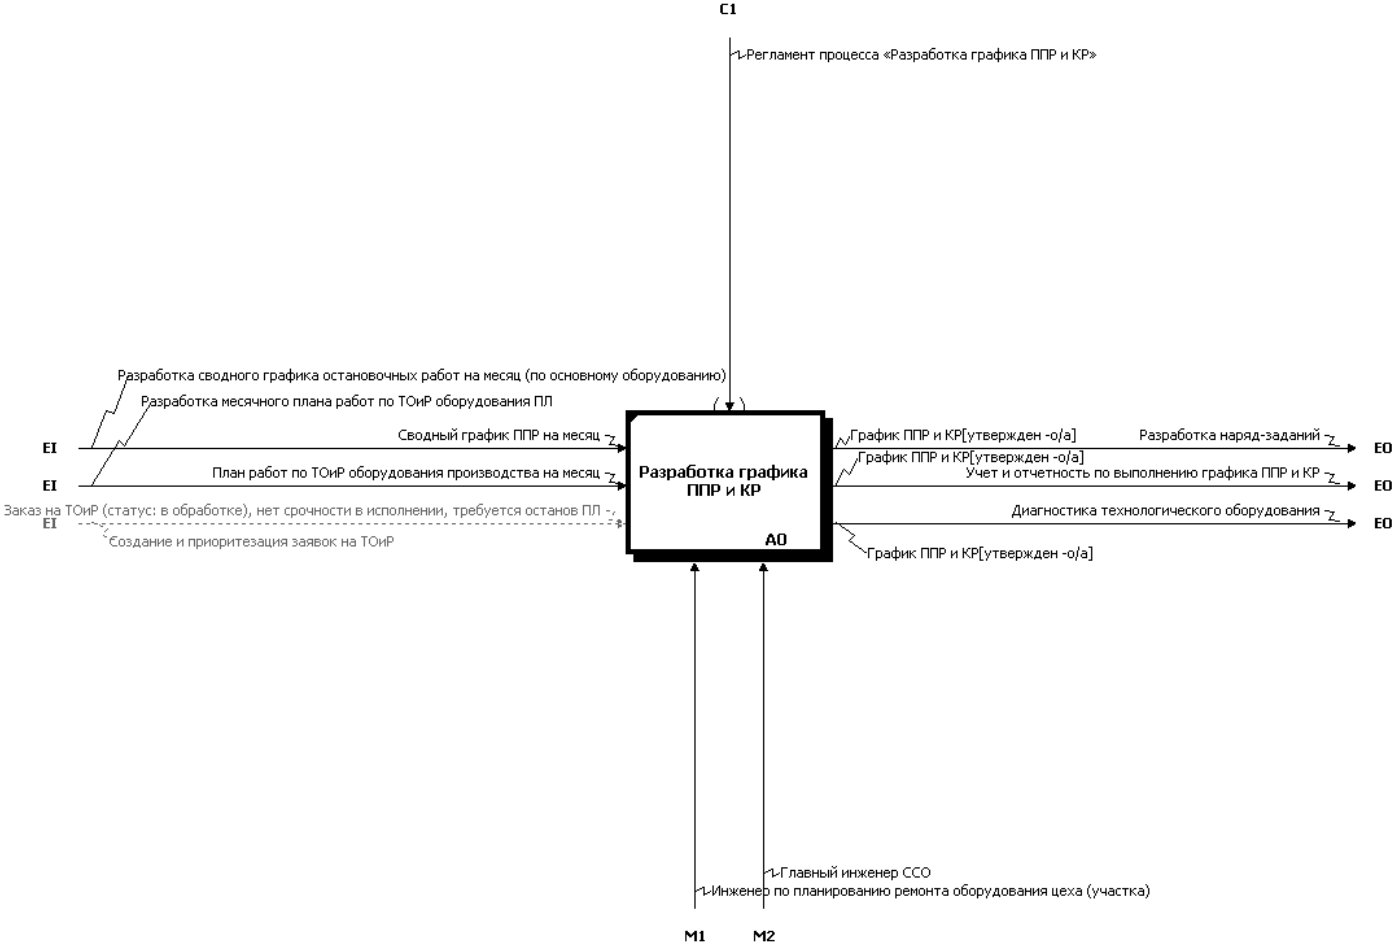 C1
Регламент процесса «Разработка графика ППР и КР»
Разработка сводного графика остановочных работ на месяц (по основному оборудованию)
Разработка месячного плана работ по ТОиР оборудования ПЛ
EI
Сводный график ППР на месяц
EI
План работ по ТОиР оборудования производства на месяц
Заказ на ТОиР (статус: в обработке), нет срочности в исполнении, требуется останов ПЛ
EI
Создание и приоритезация заявок на ТОиР
Разработка графика
ППР и КР
A0
График ППР и КР[утвержден -о/а]
Разработка наряд-заданий
EO
График ППР и КР[утвержден -о/а]
Учет и отчетность по выполнению графика ППР и КР
EO
Диагностика технологического оборудования
EO
График ППР и КР[утвержден -о/а]
Главный инженер ССО
Инженер по планированию ремонта оборудования цеха (участка)
M1
M2